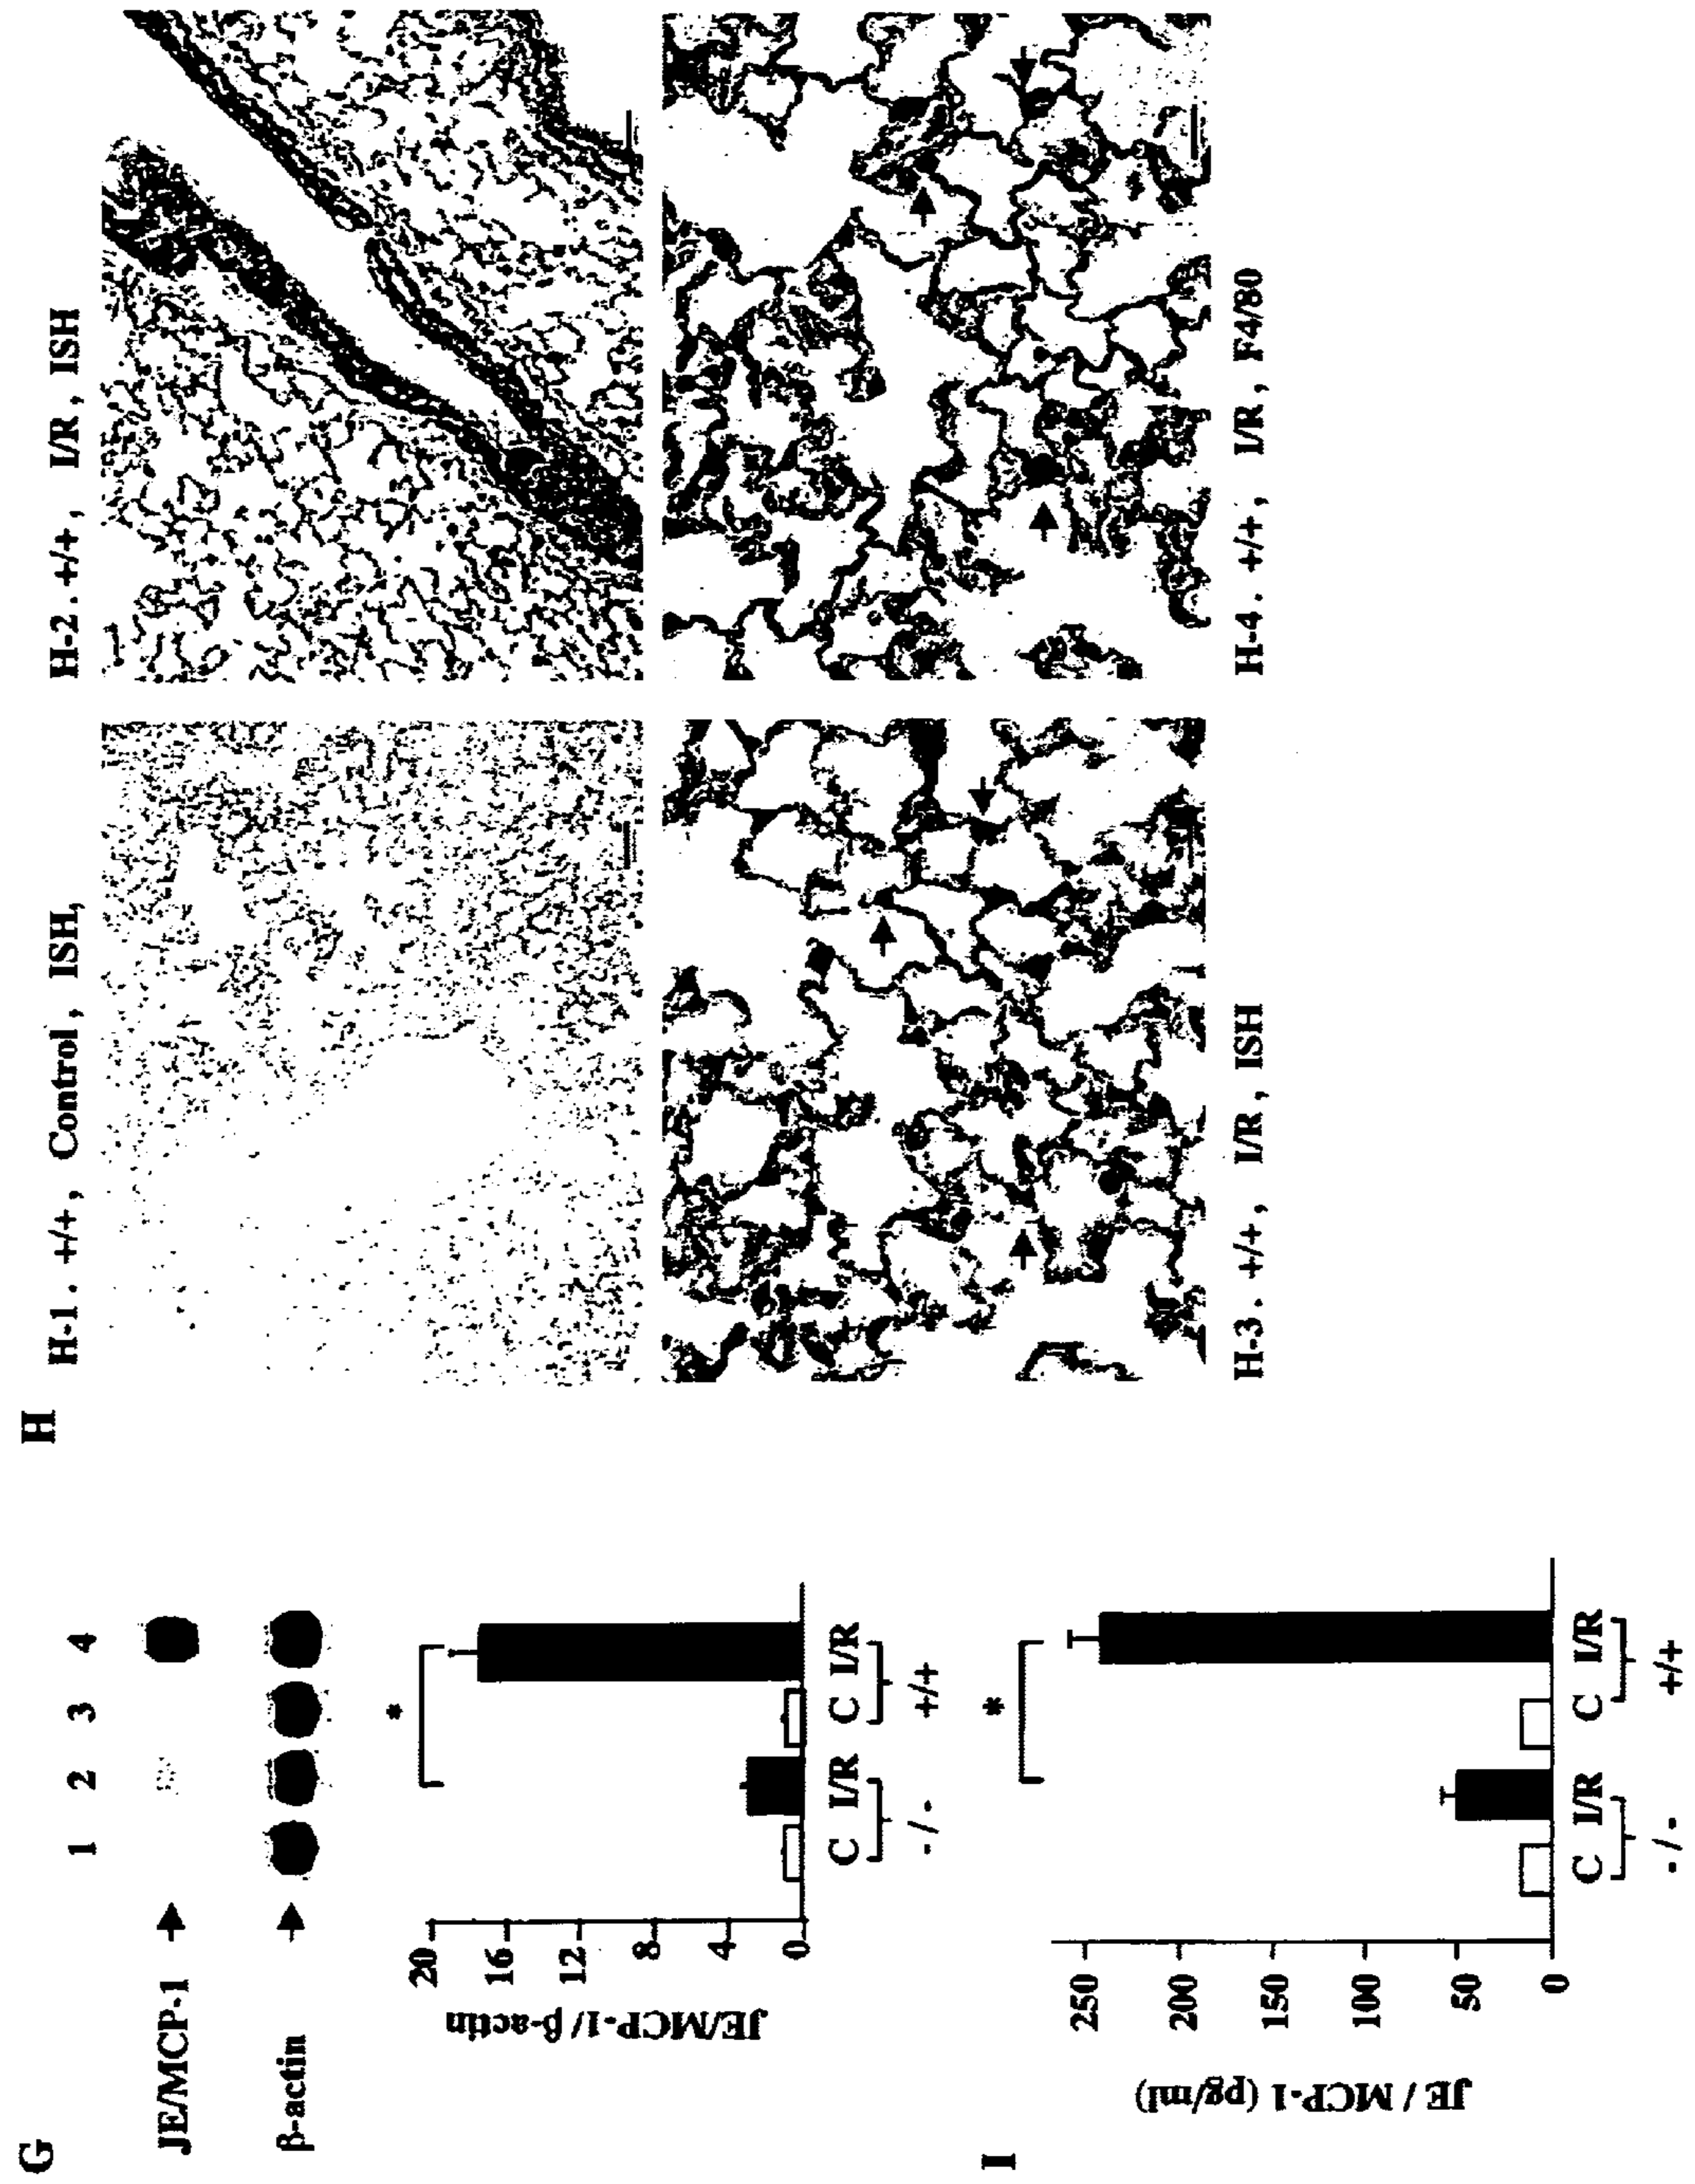 G
1 2 3 4
JE/MCP-1
β-actin
*
JE/MCP-1/ β-actin
20
16
12
8
4
0
C I/R C I/R
-/- +/+
H
H-1. +/+, Control, ISH,
H-2. +/+, I/R, ISH
H-3. +/+, I/R, ISH
H-4. +/+, I/R, F4/80
I
*
JE / MCP-1 (pg/ml)
250
200
150
100
50
0
C I/R C I/R
-/- +/+